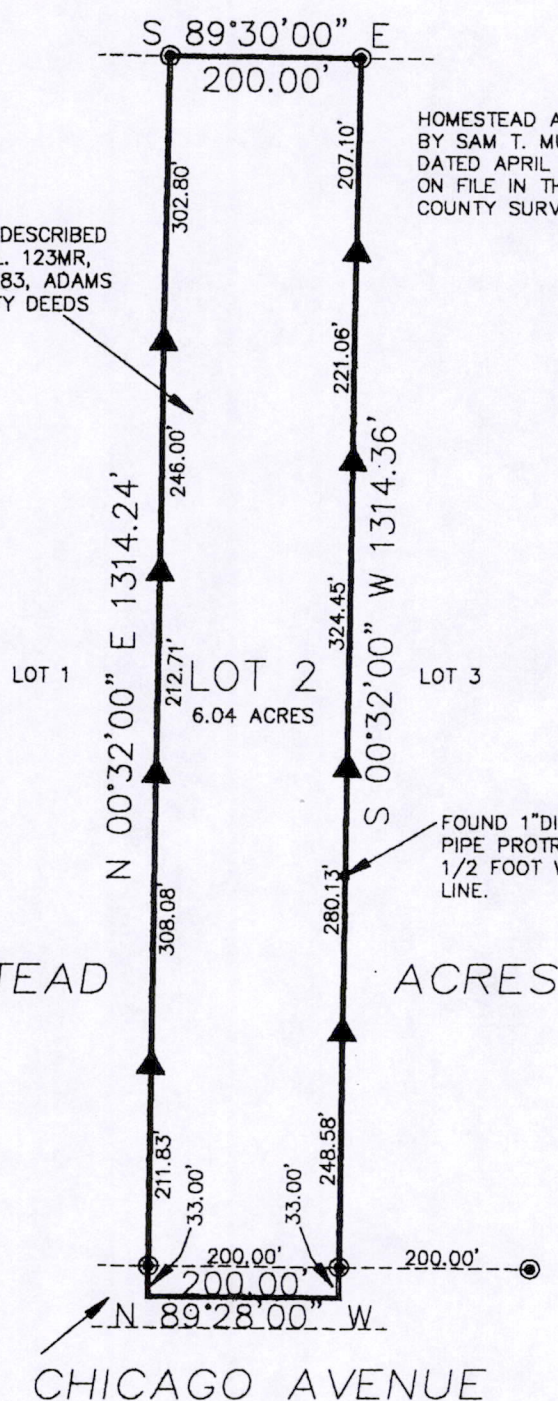 S 89°30'00" E
200.00'
HOMESTEAD A
BY SAM T. MU
DATED APRIL
ON FILE IN TH
COUNTY SURV
207.10'
302.80'
DESCRIBED
L. 123MR,
83, ADAMS
TY DEEDS
221.06'
246.00'
N 00°32'00" E 1314.24'
S 00°32'00" W 1314.36'
324.45'
212.71'
LOT 1
LOT 2
6.04 ACRES
LOT 3
FOUND 1"DI
PIPE PROTR
1/2 FOOT W
LINE.
280.13'
308.08'
TEAD
ACRES
211.83'
33.00'
33.00'
248.58'
200.00'
200.00'
200.00'
N 89°28'00" W
CHICAGO AVENUE